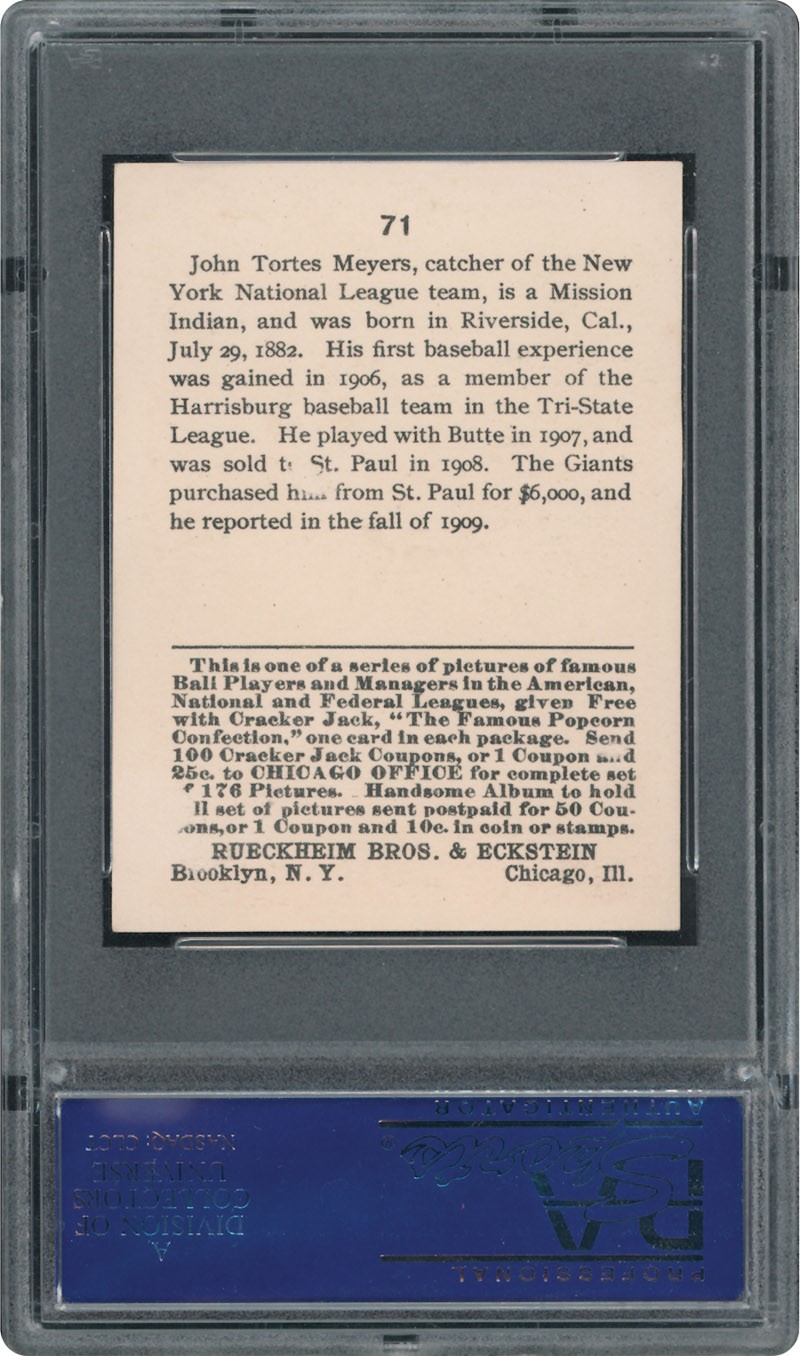 71
John Tortes Meyers, catcher of the New
York National League team, is a Mission
Indian, and was born in Riverside, Cal.,
July 29, 1882. His first baseball experience
was gained in 1906, as a member of the
Harrisburg baseball team in the Tri-State
League. He played with Butte in 1907, and
was sold St. Paul in 1908. The Giants
purchased from St. Paul for $6,000, and
he reported in the fall of 1909.
This is one of a series of pictures of famous
Ball Players and Managers in the American,
National and Federal Leagues, given Free
with Cracker Jack, “The Famous Popcorn
Confection,” one card in each package. Send
100 Cracker Jack Coupons, or 1 Coupon
25c. to CHICAGO OFFICE for complete set
176 Pictures. Handsome Album to hold
set of pictures sent postpaid for 50 Cou-
or 1 Coupon and 10c. in coin or stamps.
RUECKHEIM BROS. & ECKSTEIN
Brooklyn, N. Y. Chicago, Ill.
PROFESSIONAL
PSA
Sports
AUTHENTICATOR
A
DIVISION OF
COLLECTORS
UNIVERSE
NASDAQ: CLCT